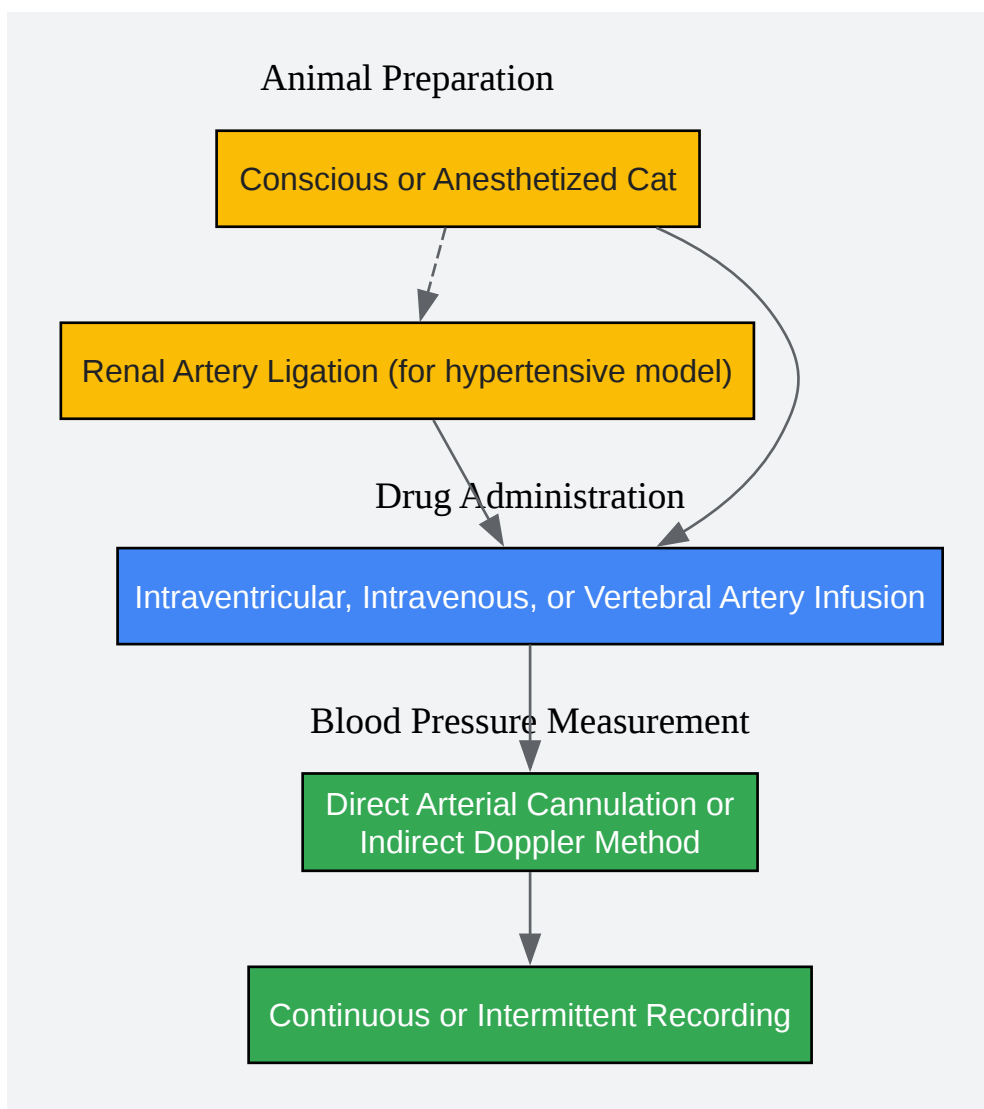 Animal Preparation
Conscious or Anesthetized Cat
Renal Artery Ligation (for hypertensive model)
Drug Administration
Intraventricular, Intravenous, or Vertebral Artery Infusion
Blood Pressure Measurement
Direct Arterial Cannulation or
Indirect Doppler Method
Continuous or Intermittent Recording